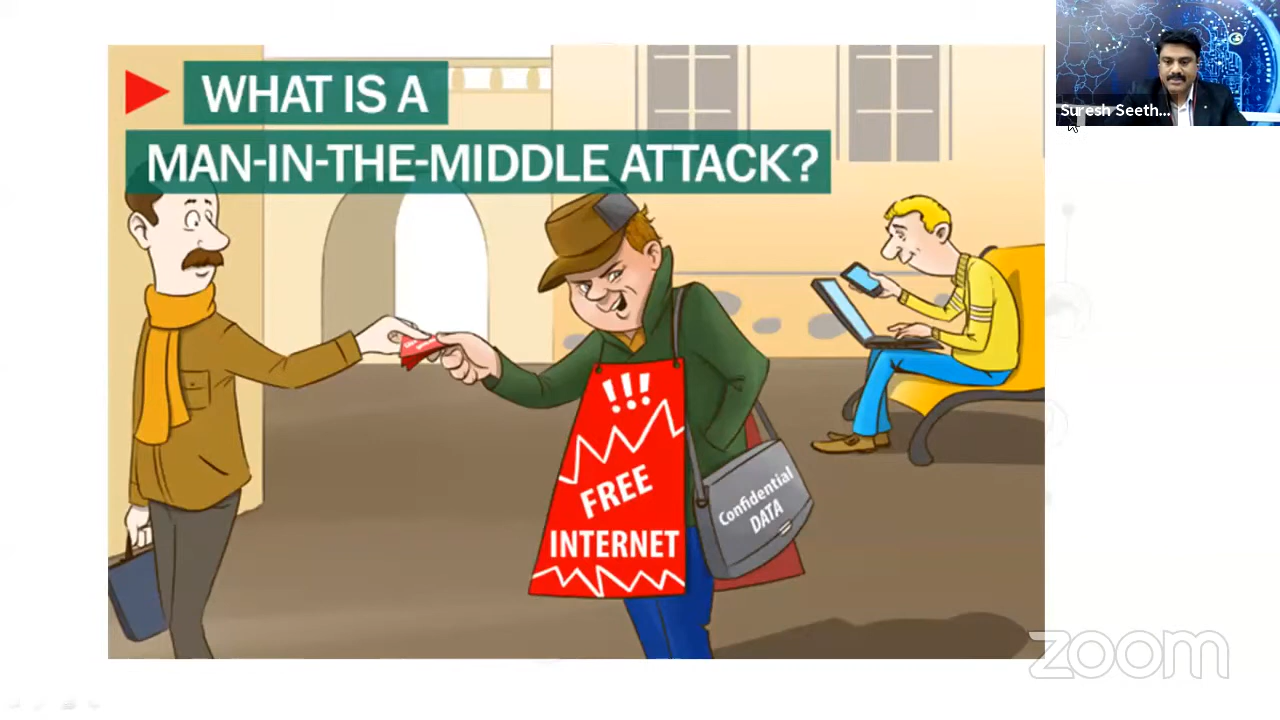 WHAT IS A
MAN-IN-THE-MIDDLE ATTACK?
Suresh Seeth...
!!!
FREE
INTERNET
Confidential
DATA
zoom